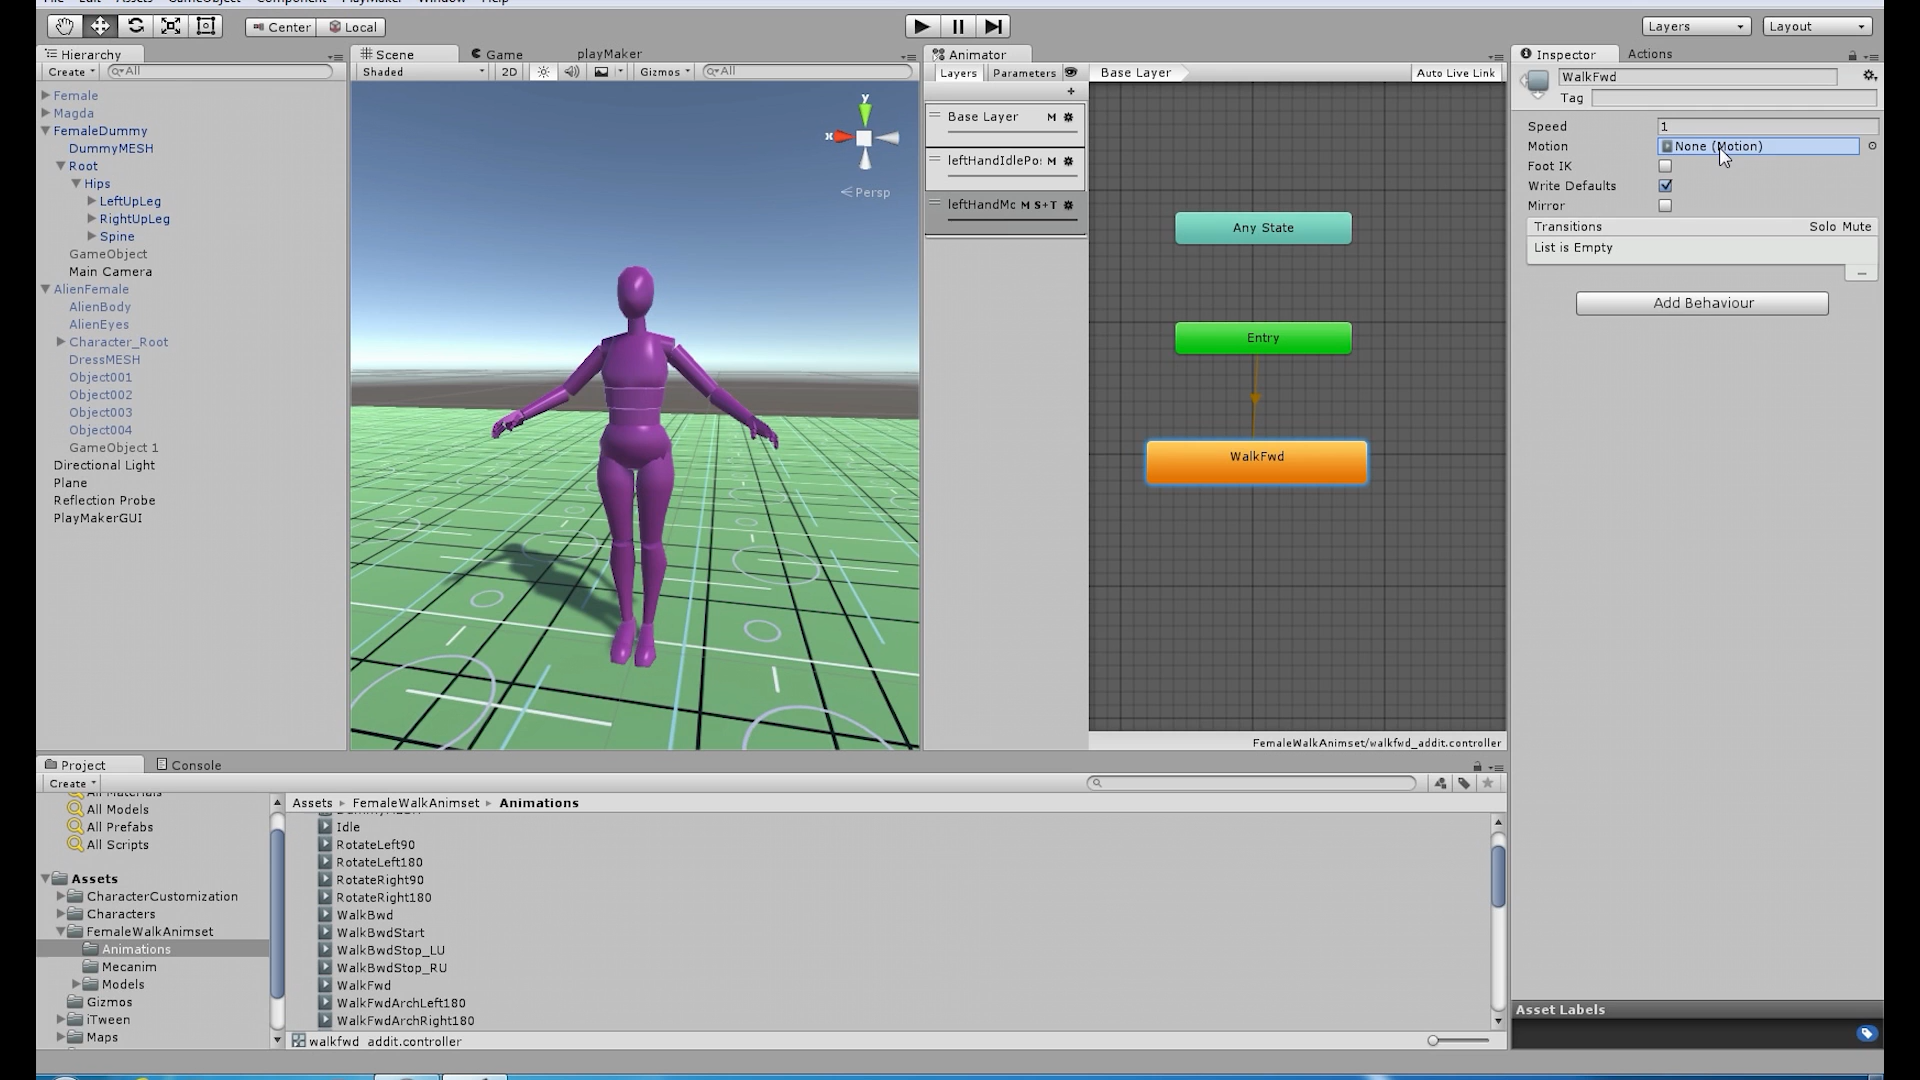 File Edit Assets GameObject Component PlayMaker Window Help
Center Local
Layers Layout
Hierarchy
Create All
Female
Magda
FemaleDummy
DummyMESH
Root
Hips
LeftUpLeg
RightUpLeg
Spine
GameObject
Main Camera
AlienFemale
AlienBody
AlienEyes
Character_Root
DressMESH
Object001
Object002
Object003
Object004
GameObject 1
Directional Light
Plane
Reflection Probe
PlayMakerGUI
Scene Game playMaker
Shaded 2D Gizmos All
y
x
Persp
Animator
Layers Parameters Base Layer Auto Live Link
Base Layer M
leftHandIdlePo: M
leftHandMc M S+T
Any State
Entry
WalkFwd
FemaleWalkAnimset/walkfwd_addit.controller
Inspector Actions
WalkFwd
Tag
Speed 1
Motion None (Motion)
Foot IK
Write Defaults
Mirror
Transitions Solo Mute
List is Empty
Add Behaviour
Asset Labels
Project Console
Create
All Materials
All Models
All Prefabs
All Scripts
Assets
CharacterCustomization
Characters
FemaleWalkAnimset
Animations
Mecanim
Models
Gizmos
iTween
Maps
Assets FemaleWalkAnimset Animations
Idle
RotateLeft90
RotateLeft180
RotateRight90
RotateRight180
WalkBwd
WalkBwdStart
WalkBwdStop_LU
WalkBwdStop_RU
WalkFwd
WalkFwdArchLeft180
WalkFwdArchRight180
walkfwd_addit.controller